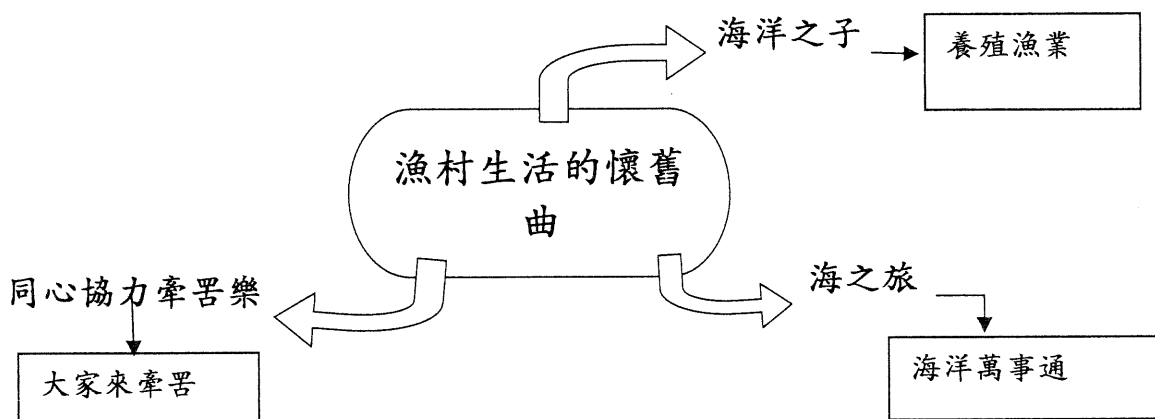 海洋之子
養殖漁業
漁村生活的懷舊
曲
同心協力牽罟樂
海之旅
大家來牽罟
海洋萬事通